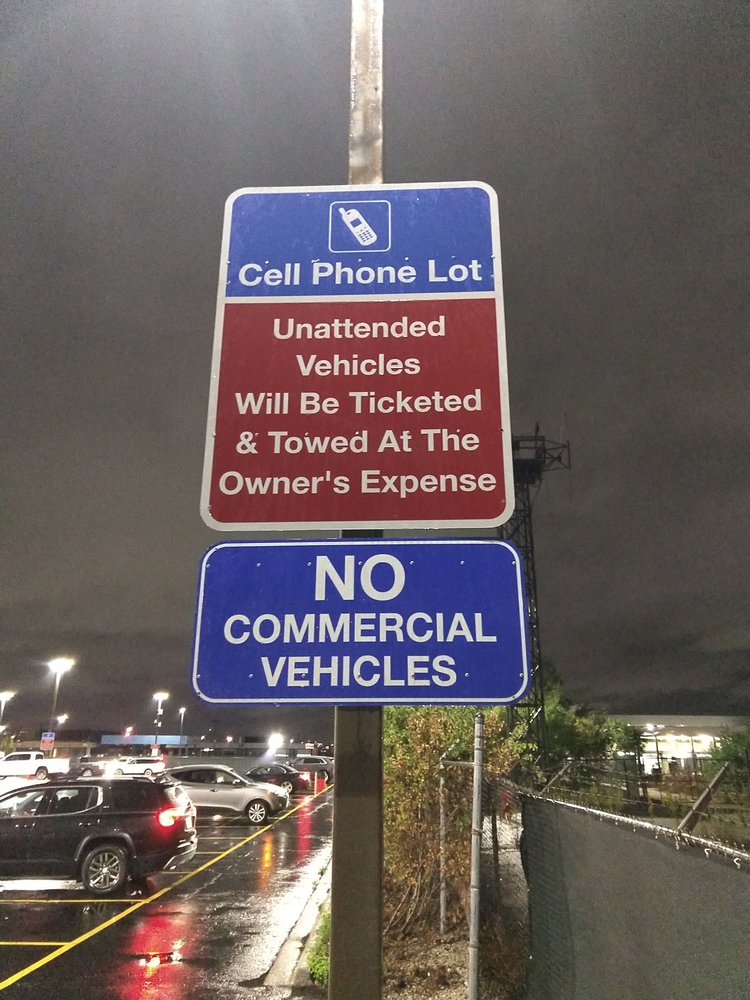 Cell Phone Lot
Unattended
Vehicles
Will Be Ticketed
& Towed At The
Owner's Expense
NO
COMMERCIAL
VEHICLES